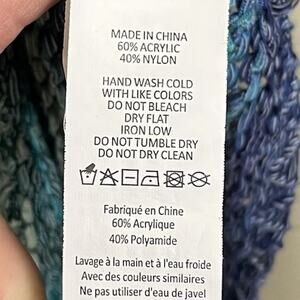 MADE IN CHINA
60% ACRYLIC
40% NYLON
HAND WASH COLD
WITH LIKE COLORS
DO NOT BLEACH
DRY FLAT
IRON LOW
DO NOT TUMBLE DRY
DO NOT DRY CLEAN
Fabriqué en Chine
60% Acrylique
40% Polyamide
Lavage à la main et à l'eau froide
Avec des couleurs similaires
Ne pas utiliser d'eau de javel